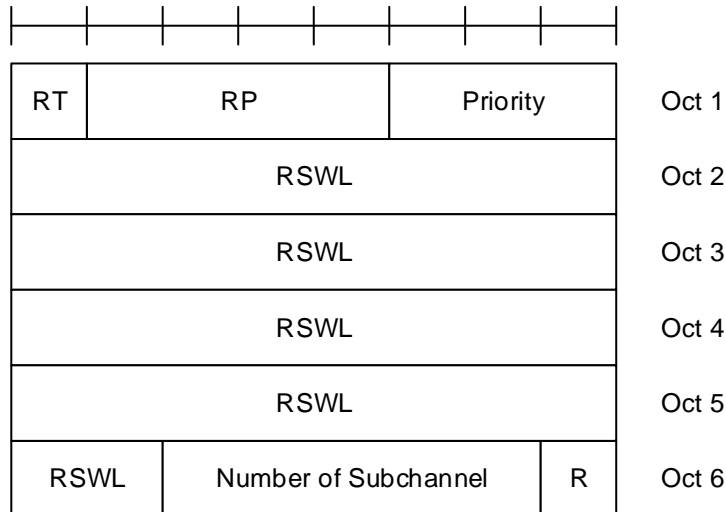 RT RP Priority Oct 1
RSWL Oct 2
RSWL Oct 3
RSWL Oct 4
RSWL Oct 5
RSWL Number of Subchannel R Oct 6